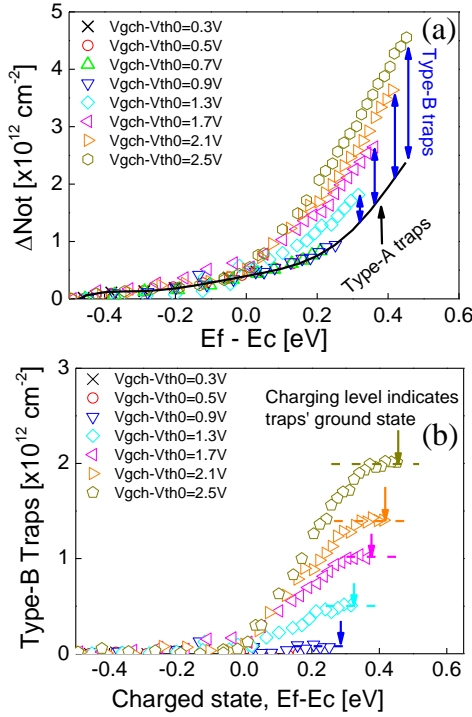 (a)
Vgch-Vth0=0.3V
Vgch-Vth0=0.5V
Vgch-Vth0=0.7V
Vgch-Vth0=0.9V
Vgch-Vth0=1.3V
Vgch-Vth0=1.7V
Vgch-Vth0=2.1V
Vgch-Vth0=2.5V
Type-B traps
Type-A traps
ΔNot [x10¹² cm⁻²]
5
4
3
2
1
0
-0.4 -0.2 0.0 0.2 0.4 0.6
Ef - Ec [eV]
(b)
Vgch-Vth0=0.3V
Vgch-Vth0=0.5V
Vgch-Vth0=0.9V
Vgch-Vth0=1.3V
Vgch-Vth0=1.7V
Vgch-Vth0=2.1V
Vgch-Vth0=2.5V
Charging level indicates
traps' ground state
Type-B Traps [x10¹² cm⁻²]
3
2
1
0
-0.4 -0.2 0.0 0.2 0.4 0.6
Charged state, Ef-Ec [eV]